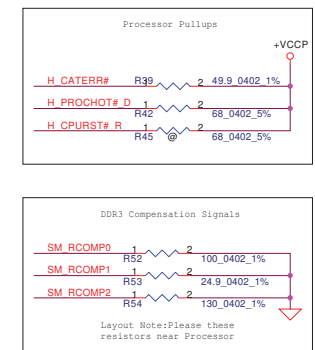 Processor Pullups
+VCCP
H_CATERR# R39 1 2 49.9_0402_1%
H_PROCHOT#_D 1 2
R42 68_0402_5%
H_CPURST#_R 1 2
R45 @ 68_0402_5%
DDR3 Compensation Signals
SM_RCOMP0 1 2
R52 100_0402_1%
SM_RCOMP1 1 2
R53 24.9_0402_1%
SM_RCOMP2 1 2
R54 130_0402_1%
Layout Note:Please these
resistors near Processor